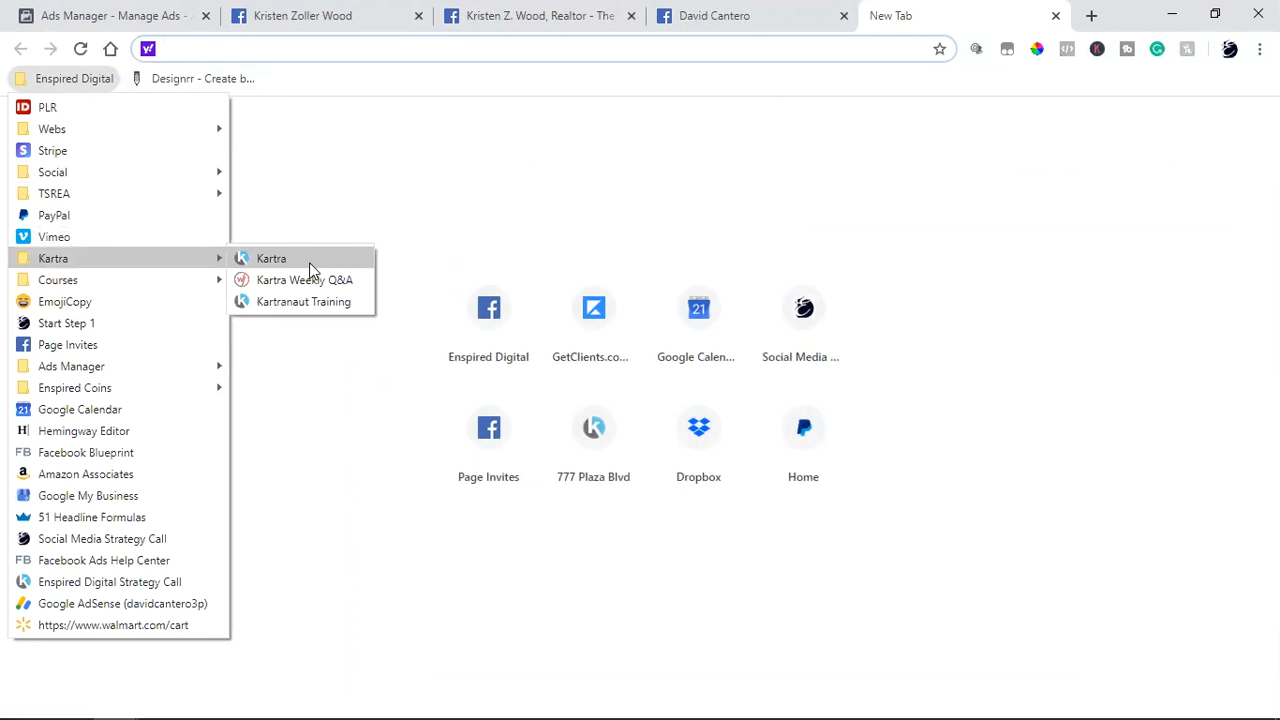 Ads Manager - Manage Ads -
Kristen Zoller Wood
Kristen Z. Wood, Realtor - The
David Cantero
New Tab
Enspired Digital
Designrr - Create b...
PLR
Webs
Stripe
Social
TSREA
PayPal
Vimeo
Kartra
Kartra
Kartra Weekly Q&A
Kartranaut Training
Courses
EmojiCopy
Start Step 1
Page Invites
Ads Manager
Enspired Coins
Google Calendar
Hemingway Editor
Facebook Blueprint
Amazon Associates
Google My Business
51 Headline Formulas
Social Media Strategy Call
Facebook Ads Help Center
Enspired Digital Strategy Call
Google AdSense (davidcantero3p)
https://www.walmart.com/cart
Enspired Digital
GetClients.co...
Google Calen...
Social Media ...
Page Invites
777 Plaza Blvd
Dropbox
Home